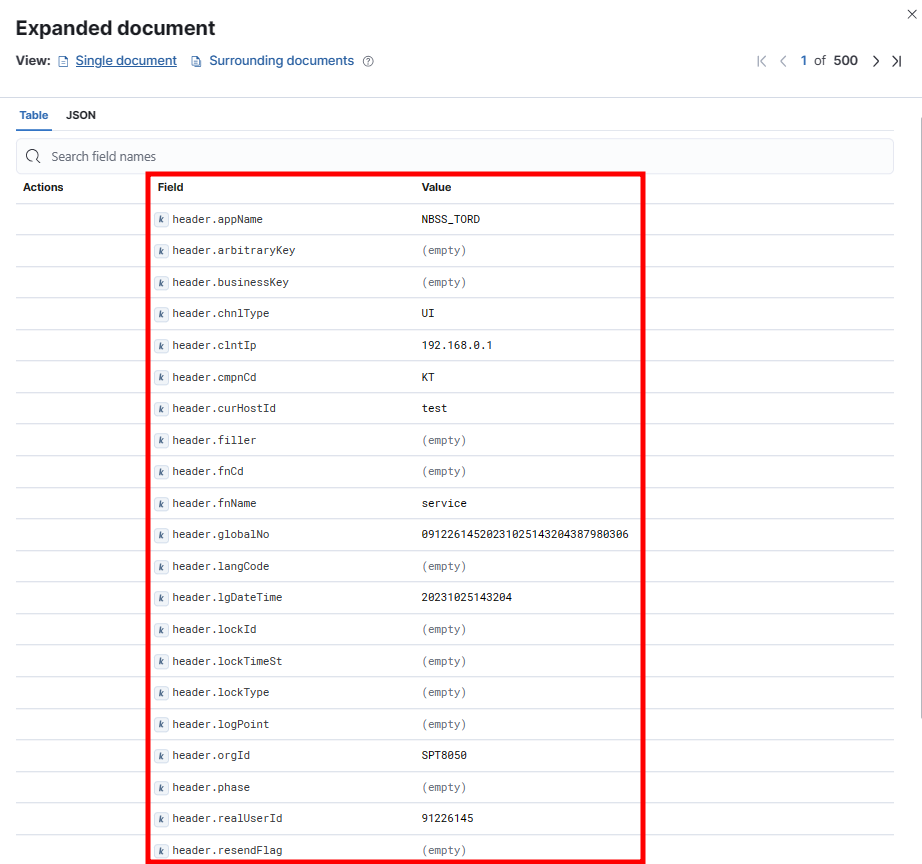 Expanded document
View: Single document Surrounding documents
1 of 500
Table JSON
Search field names
Actions Field Value
k header.appName NBSS_TORD
k header.arbitraryKey (empty)
k header.businessKey (empty)
k header.chnlType UI
k header.clntIp 192.168.0.1
k header.cmpnCd KT
k header.curHostId test
k header.filler (empty)
k header.fnCd (empty)
k header.fnName service
k header.globalNo 0912261452023102514320438798030​6
k header.langCode (empty)
k header.lgDateTime 20231025143204
k header.lockId (empty)
k header.lockTimeSt (empty)
k header.lockType (empty)
k header.logPoint (empty)
k header.orgId SPT8050
k header.phase (empty)
k header.realUserId 91226145
k header.resendFlag (empty)